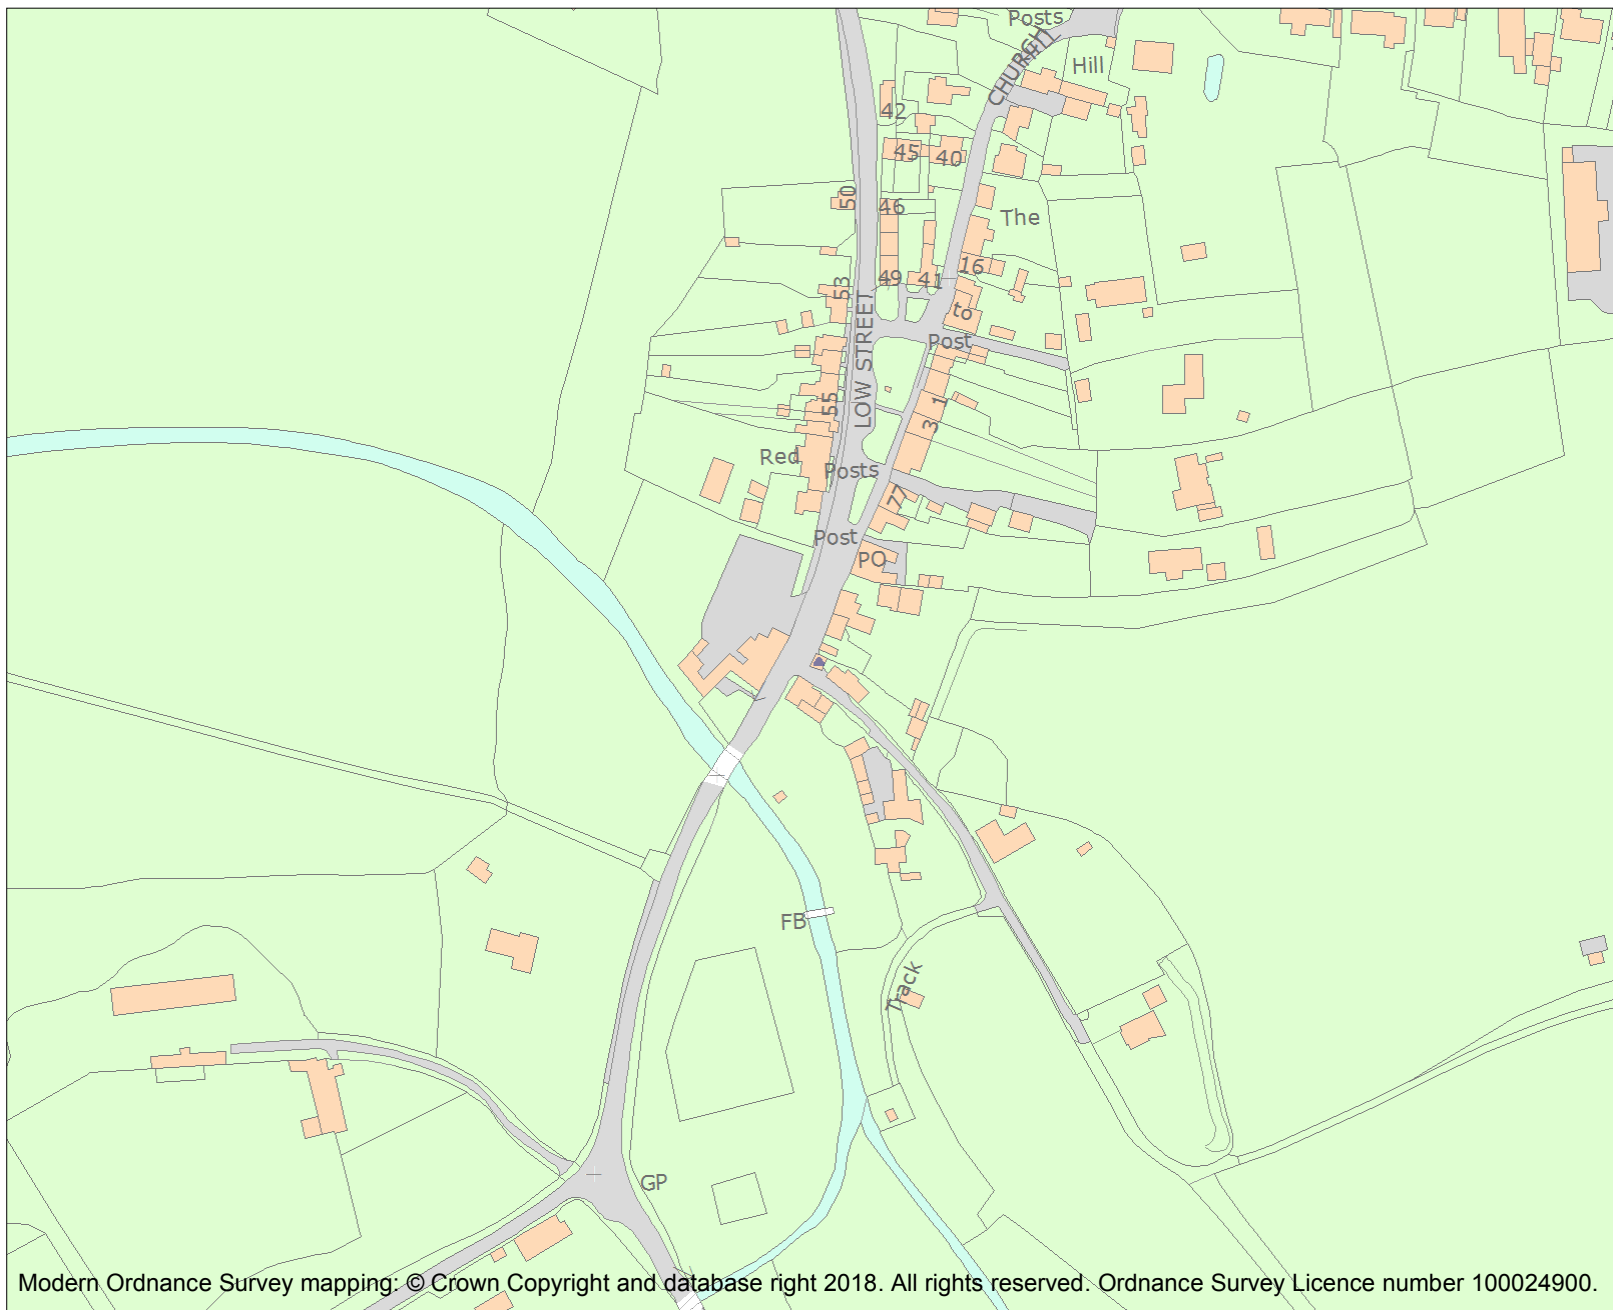 Posts
CHURCH
Hill
42
45
40
50
46
The
16
49
41
53
to
LOW STREET
Post
55
1
3
Red
Posts
77
Post
PO
FB
Track
GP
Modern Ordnance Survey mapping: © Crown Copyright and database right 2018. All rights reserved. Ordnance Survey Licence number 100024900.